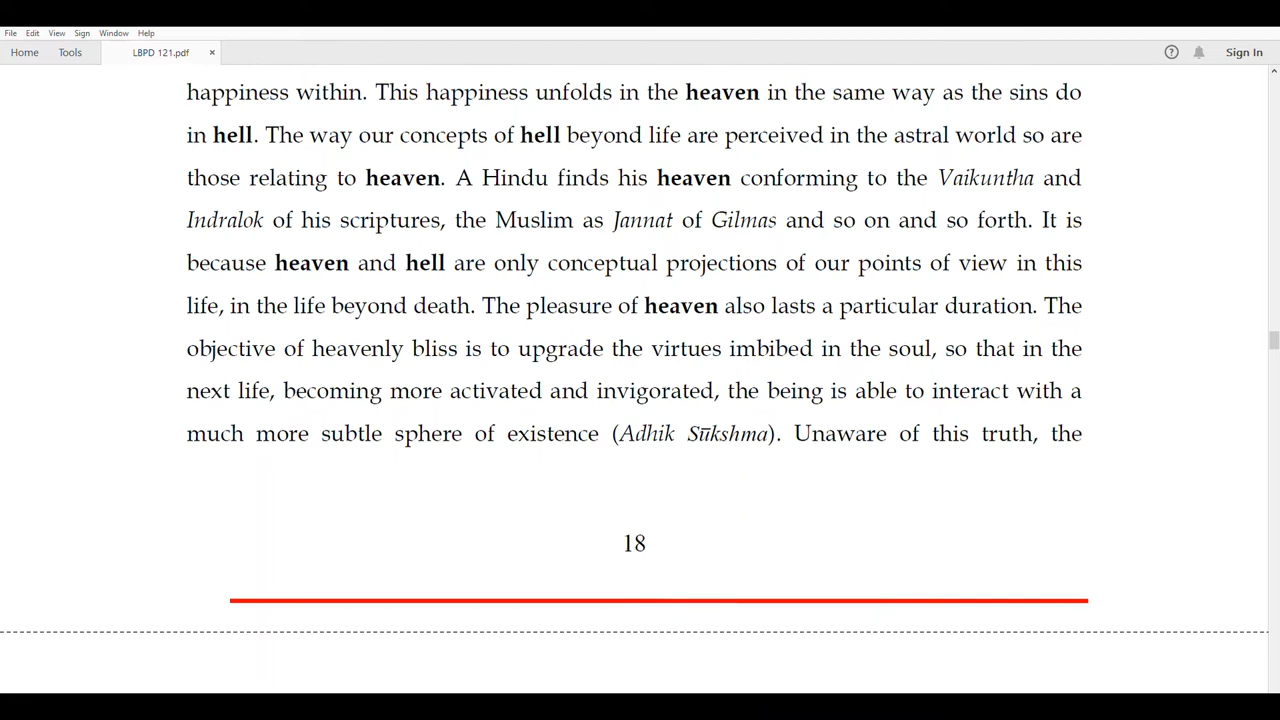 File Edit View Sign Window Help
Home Tools LBPD 121.pdf × ? Sign In
happiness within. This happiness unfolds in the heaven in the same way as the sins do
in hell. The way our concepts of hell beyond life are perceived in the astral world so are
those relating to heaven. A Hindu finds his heaven conforming to the Vaikuntha and
Indralok of his scriptures, the Muslim as Jannat of Gilmas and so on and so forth. It is
because heaven and hell are only conceptual projections of our points of view in this
life, in the life beyond death. The pleasure of heaven also lasts a particular duration. The
objective of heavenly bliss is to upgrade the virtues imbibed in the soul, so that in the
next life, becoming more activated and invigorated, the being is able to interact with a
much more subtle sphere of existence (Adhik Sūkshma). Unaware of this truth, the
18